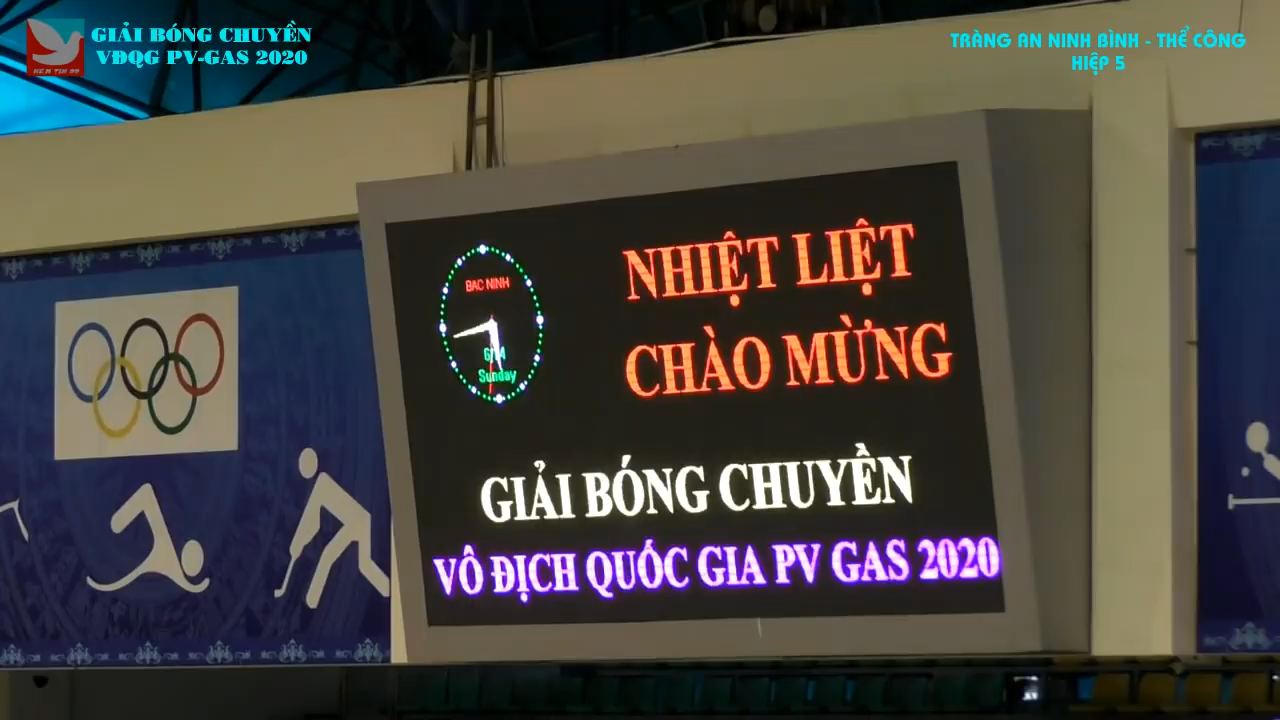 GIẢI BÓNG CHUYỀN
VĐQG PV-GAS 2020
TRÀNG AN NINH BÌNH - THỂ CÔNG
HIỆP 5
BAC NINH
Sunday
NHIỆT LIỆT
CHÀO MỪNG
GIẢI BÓNG CHUYỀN
VÔ ĐỊCH QUỐC GIA PV GAS 2020